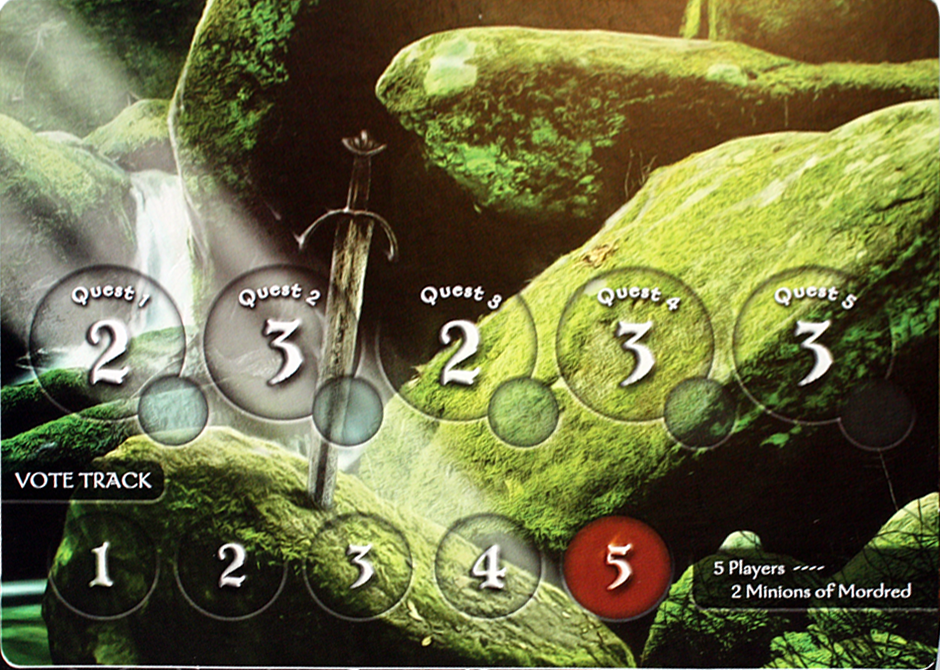 Quest 1 Quest 2 Quest 3 Quest 4 Quest 5
2 3 2 3 3
VOTE TRACK
1 2 3 4 5
5 Players ----
2 Minions of Mordred